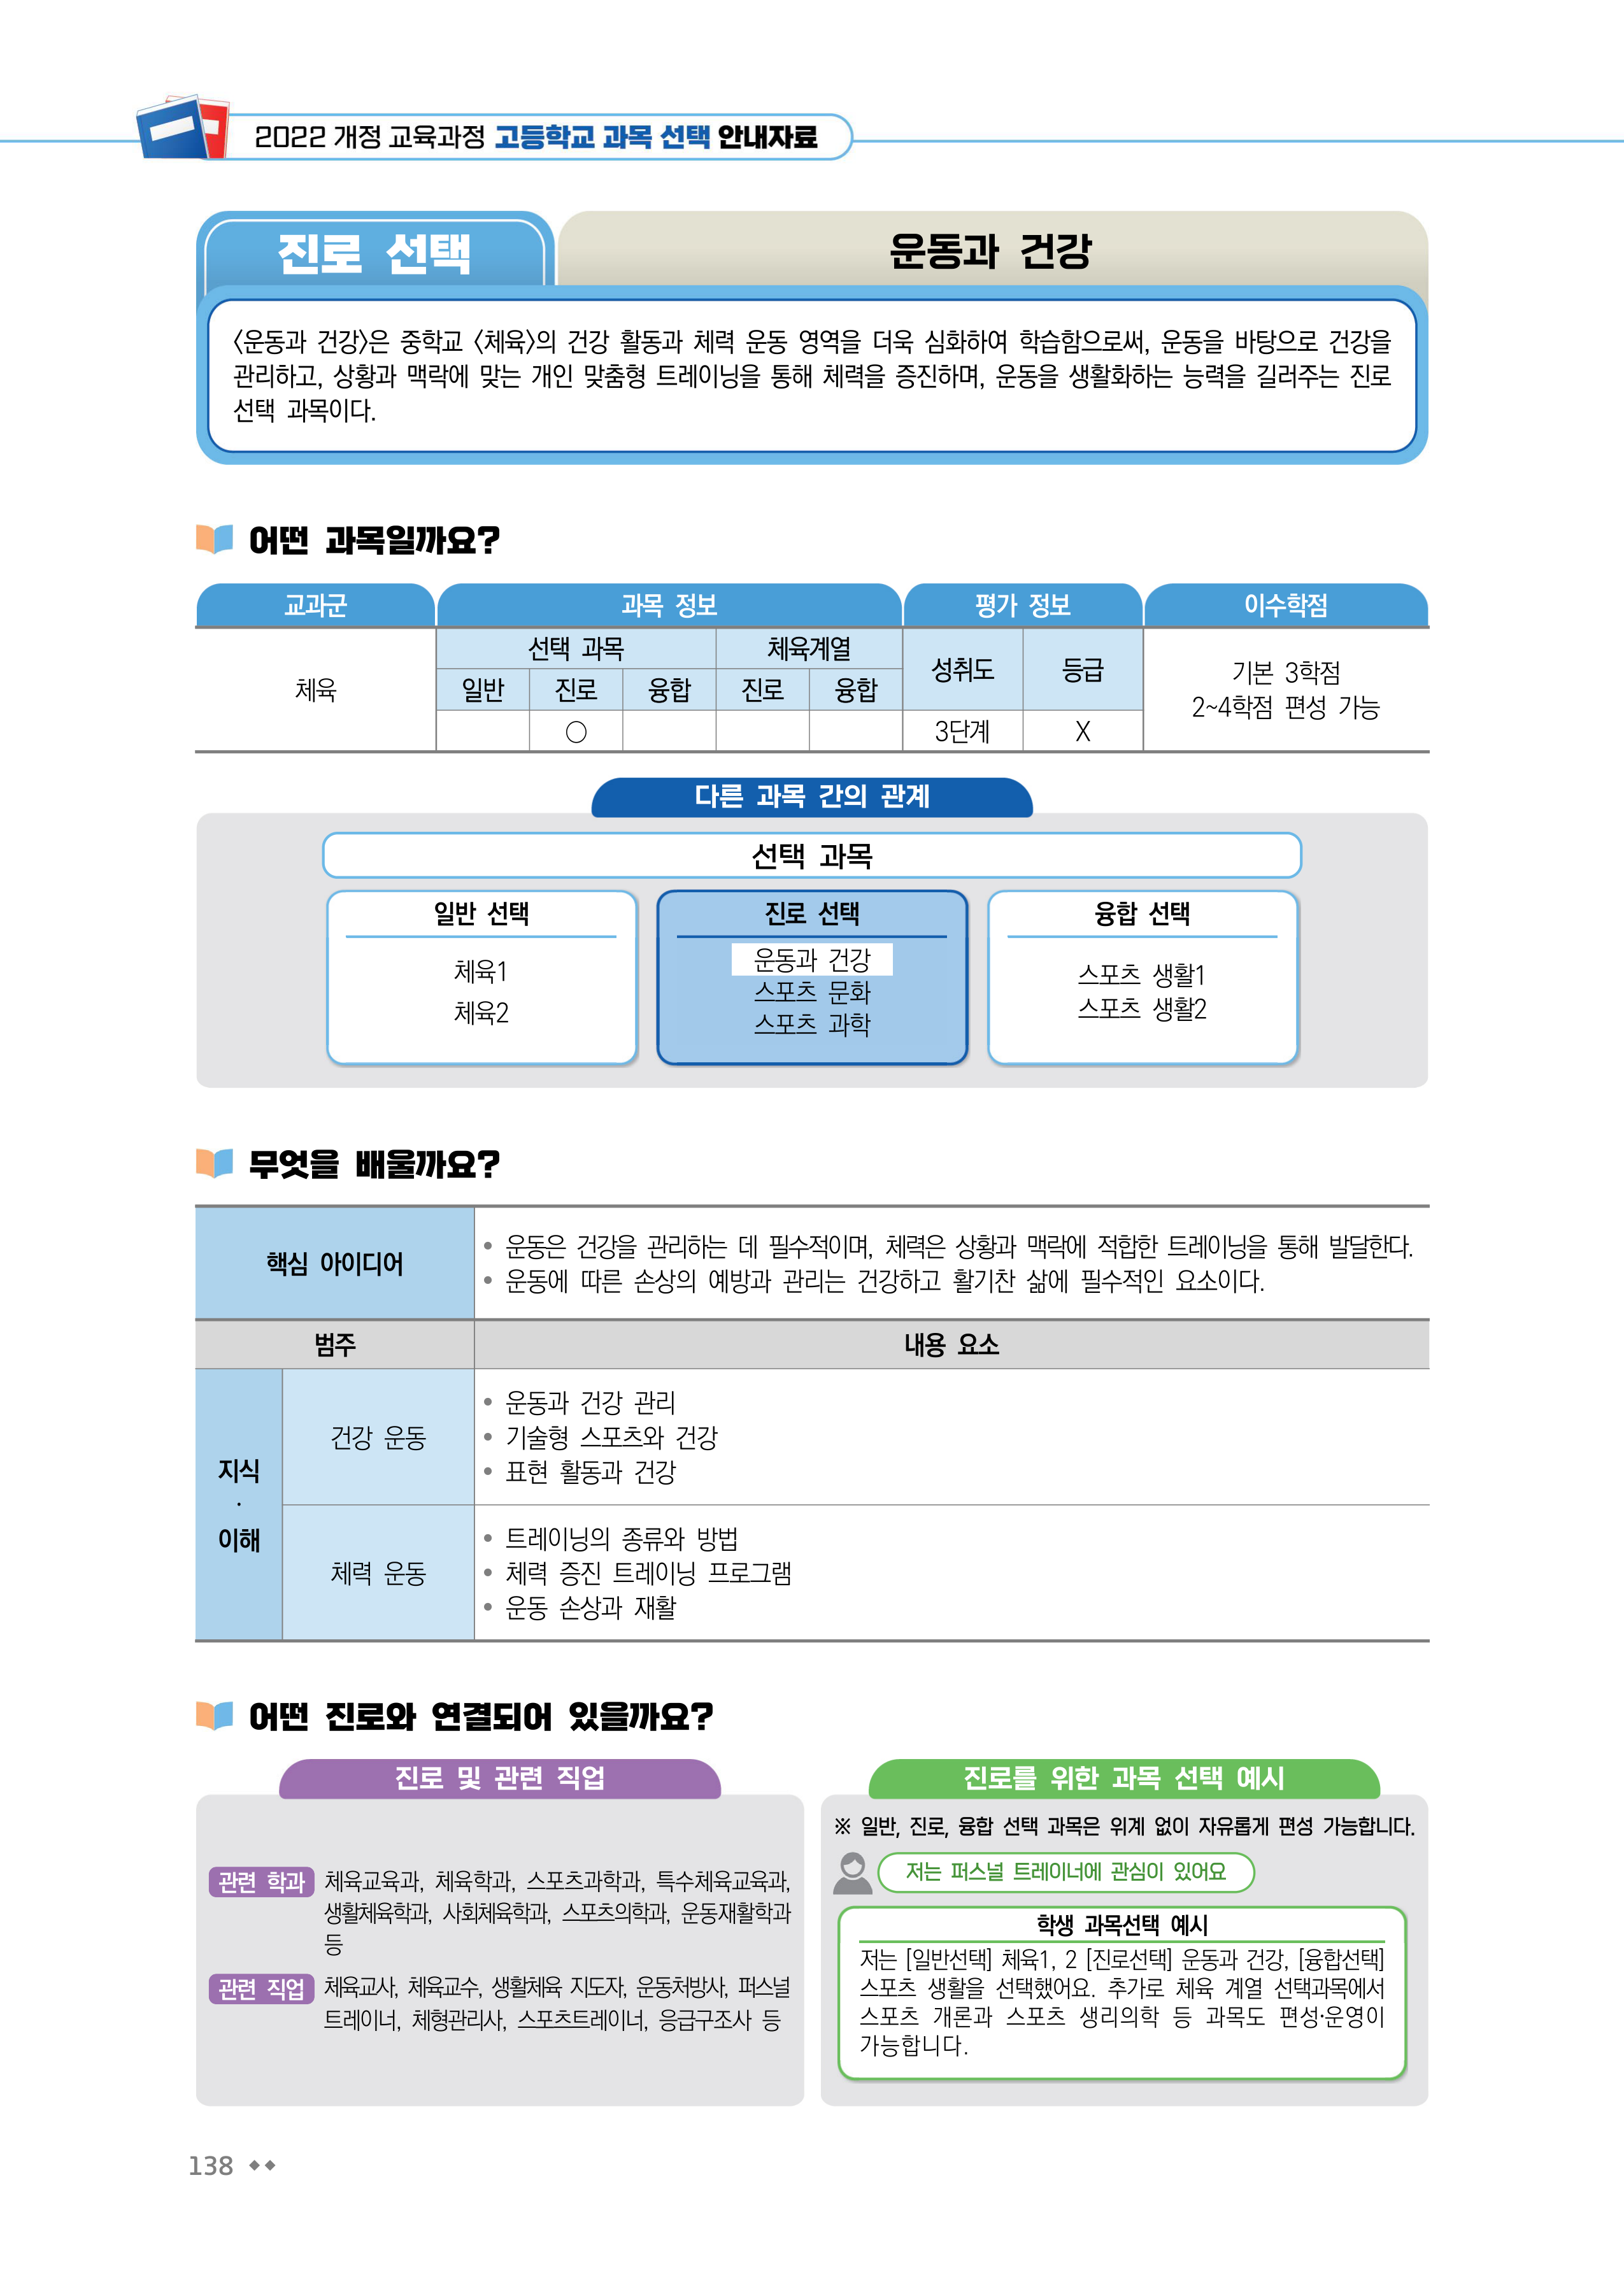 2022 개정 교육과정 고등학교 과목 선택 안내자료
진로 선택
운동과 건강
〈운동과 건강〉은 중학교 〈체육〉의 건강 활동과 체력 운동 영역을 더욱 심화하여 학습함으로써, 운동을 바탕으로 건강을
관리하고, 상황과 맥락에 맞는 개인 맞춤형 트레이닝을 통해 체력을 증진하며, 운동을 생활화하는 능력을 길러주는 진로
선택 과목이다.
어떤 과목일까요?
교과군 과목 정보 평가 정보 이수학점
선택 과목 체육계열
성취도 등급
체육
일반 진로 융합 진로 융합
기본 3학점
2~4학점 편성 가능
○ 3단계 X
다른 과목 간의 관계
선택 과목
일반 선택
체육1
체육2
진로 선택
운동과 건강
스포츠 문화
스포츠 과학
융합 선택
스포츠 생활1
스포츠 생활2
무엇을 배울까요?
핵심 아이디어
• 운동은 건강을 관리하는 데 필수적이며, 체력은 상황과 맥락에 적합한 트레이닝을 통해 발달한다.
• 운동에 따른 손상의 예방과 관리는 건강하고 활기찬 삶에 필수적인 요소이다.
범주 내용 요소
지식
·
이해
건강 운동
• 운동과 건강 관리
• 기술형 스포츠와 건강
• 표현 활동과 건강
체력 운동
• 트레이닝의 종류와 방법
• 체력 증진 트레이닝 프로그램
• 운동 손상과 재활
어떤 진로와 연결되어 있을까요?
진로 및 관련 직업
관련 학과 체육교육과, 체육학과, 스포츠과학과, 특수체육교육과,
생활체육학과, 사회체육학과, 스포츠의학과, 운동재활학과
등
관련 직업 체육교사, 체육교수, 생활체육 지도자, 운동처방사, 퍼스널
트레이너, 체형관리사, 스포츠트레이너, 응급구조사 등
진로를 위한 과목 선택 예시
※ 일반, 진로, 융합 선택 과목은 위계 없이 자유롭게 편성 가능합니다.
저는 퍼스널 트레이너에 관심이 있어요
학생 과목선택 예시
저는 [일반선택] 체육1, 2 [진로선택] 운동과 건강, [융합선택]
스포츠 생활을 선택했어요. 추가로 체육 계열 선택과목에서
스포츠 개론과 스포츠 생리의학 등 과목도 편성·운영이
가능합니다.
138 ◆◆